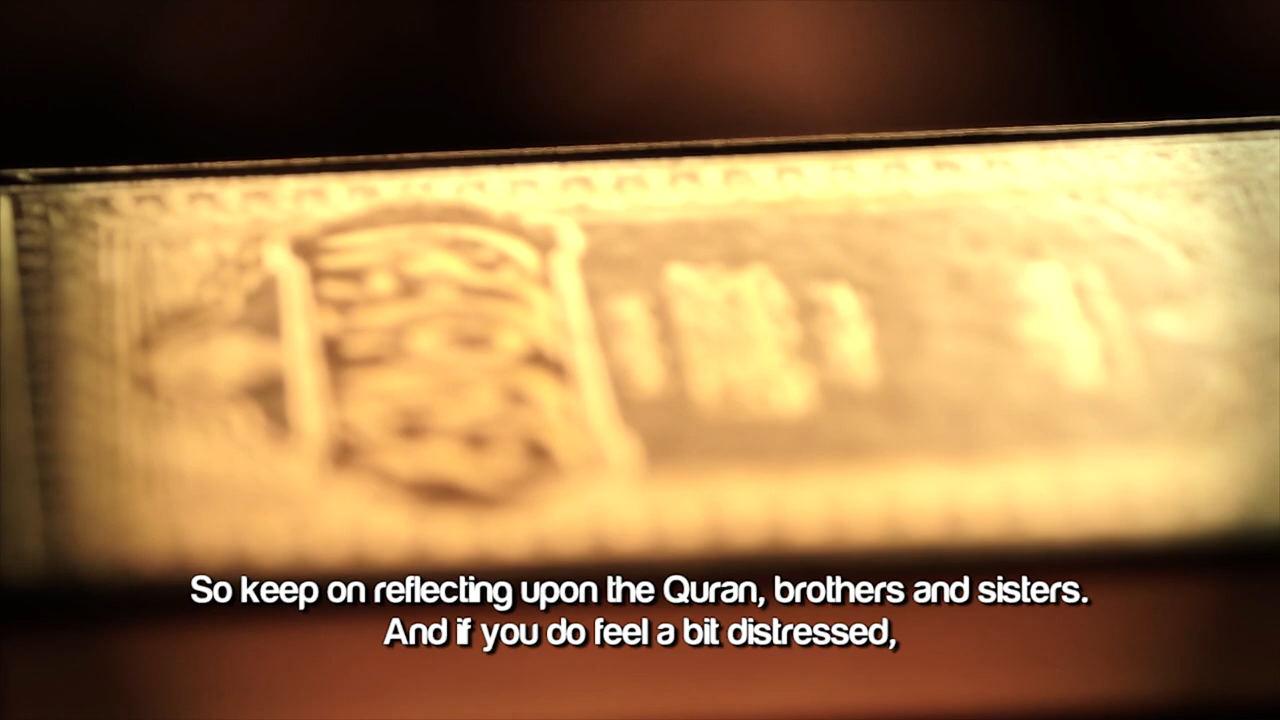 So keep on reflecting upon the Quran, brothers and sisters.
And if you do feel a bit distressed,